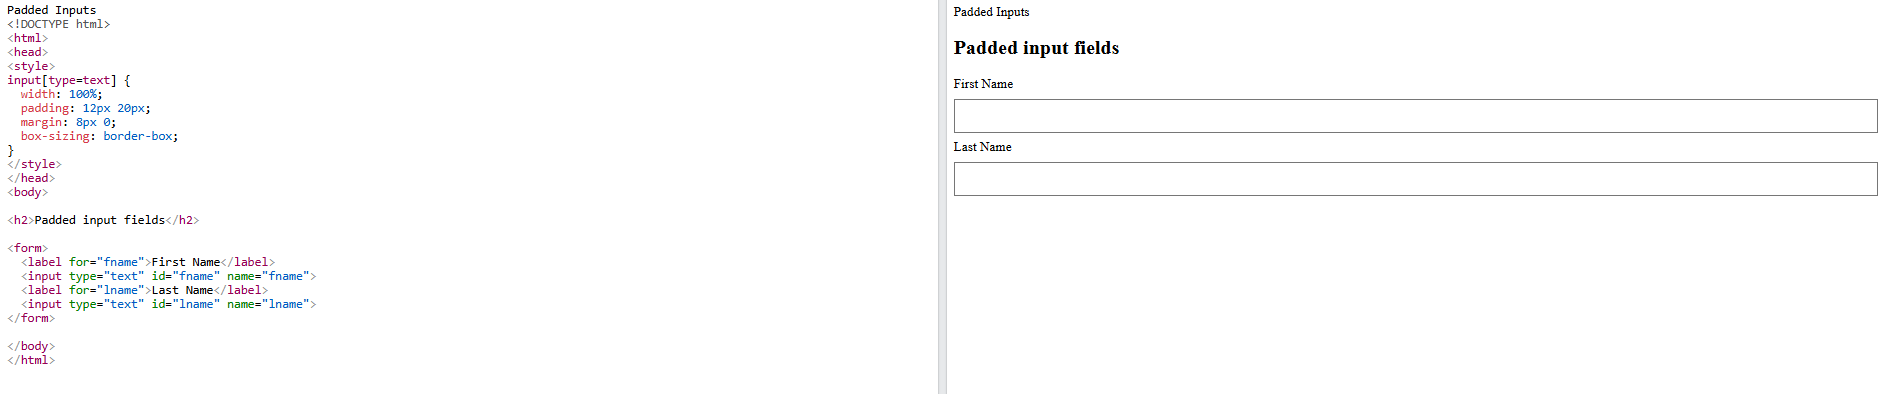 Padded Inputs
<!DOCTYPE html>
<html>
<head>
<style>
input[type=text] {
  width: 100%;
  padding: 12px 20px;
  margin: 8px 0;
  box-sizing: border-box;
}
</style>
</head>
<body>
<h2>Padded input fields</h2>
<form>
  <label for="fname">First Name</label>
  <input type="text" id="fname" name="fname">
  <label for="lname">Last Name</label>
  <input type="text" id="lname" name="lname">
</form>
</body>
</html>
Padded Inputs
Padded input fields
First Name
Last Name